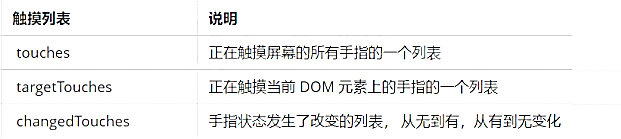 触摸列表 说明
touches 正在触摸屏幕的所有手指的一个列表
targetTouches 正在触摸当前 DOM 元素上的手指的一个列表
changedTouches 手指状态发生了改变的列表，从无到有，从有到无变化